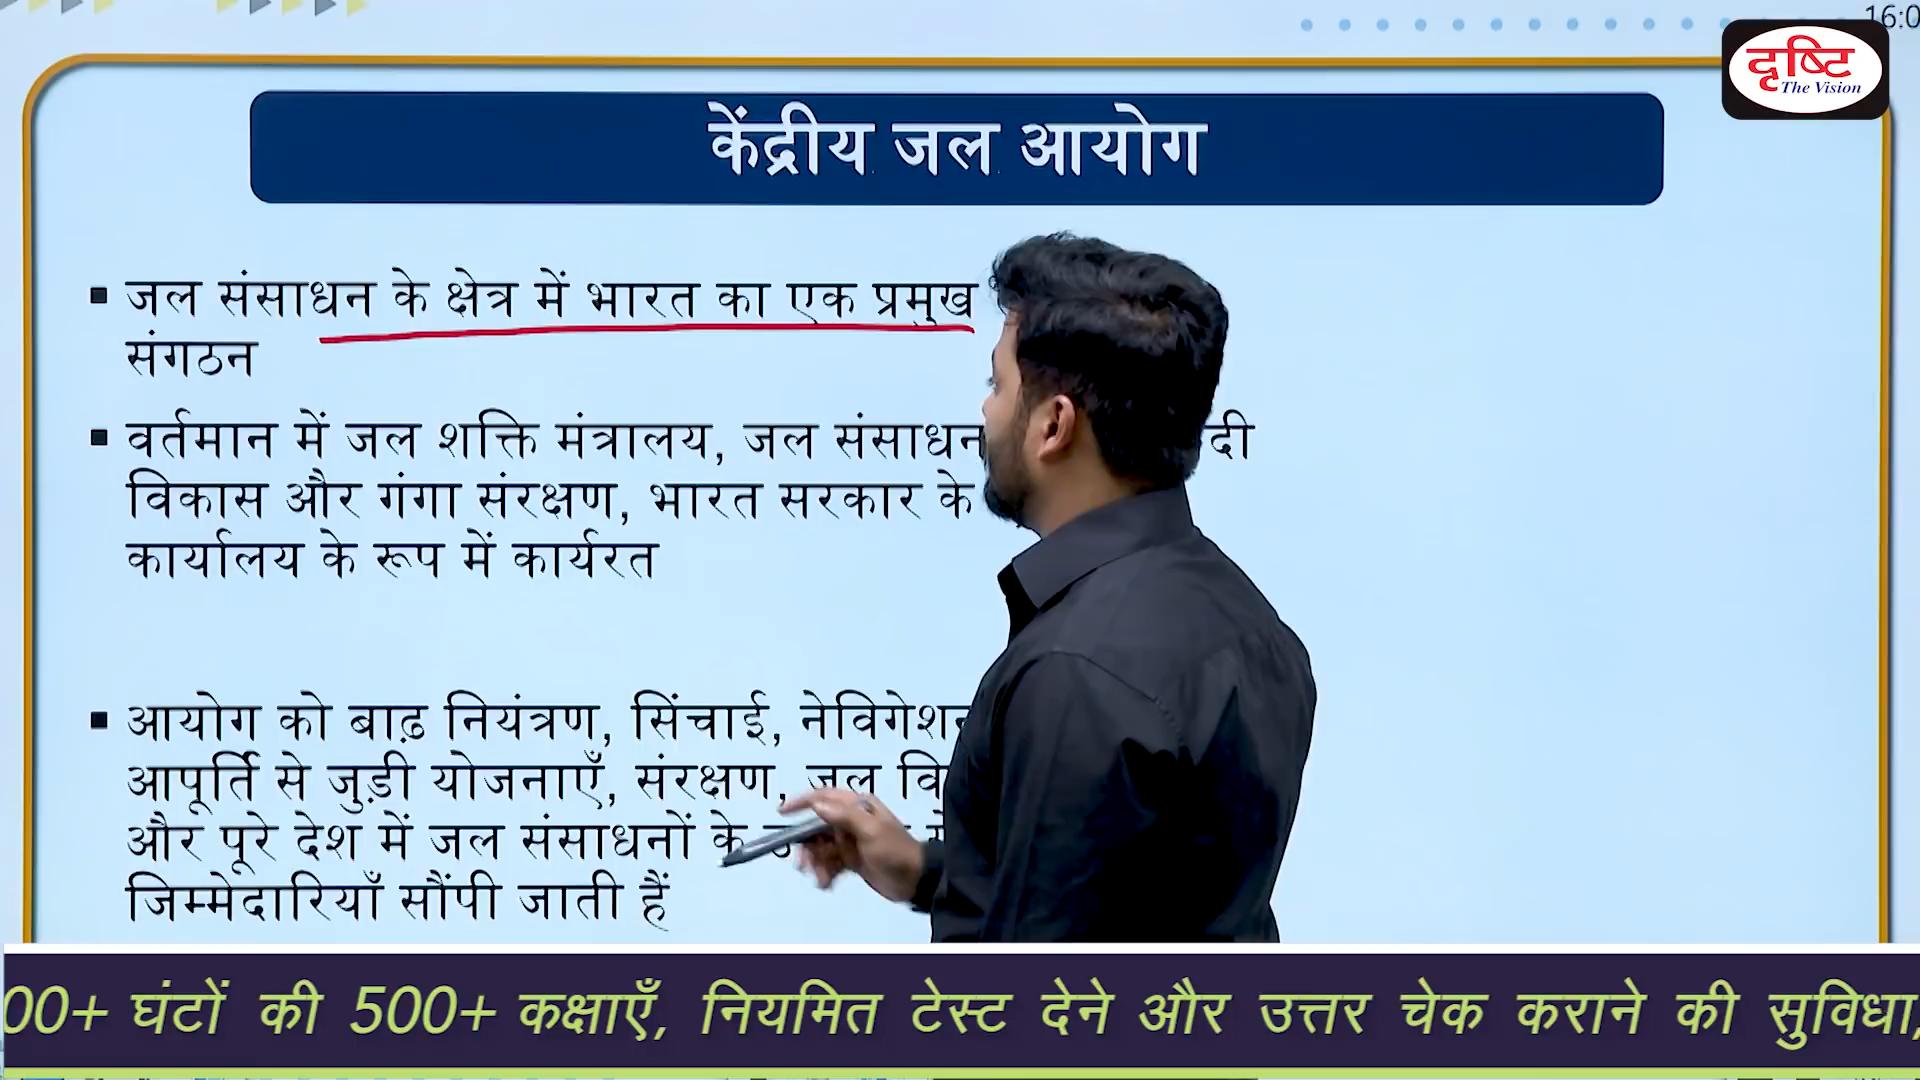 16:0
दृष्टि
The Vision
केंद्रीय जल आयोग
▪ जल संसाधन के क्षेत्र में भारत का एक प्रमुख
संगठन
▪ वर्तमान में जल शक्ति मंत्रालय, जल संसाधन
विकास और गंगा संरक्षण, भारत सरकार के
कार्यालय के रूप में कार्यरत
▪ आयोग को बाढ़ नियंत्रण, सिंचाई, नेविगेशन
आपूर्ति से जुड़ी योजनाएँ, संरक्षण, जल
और पूरे देश में जल संसाधनों के
जिम्मेदारियाँ सौंपी जाती हैं
00+ घंटों की 500+ कक्षाएँ, नियमित टेस्ट देने और उत्तर चेक कराने की सुविधा,